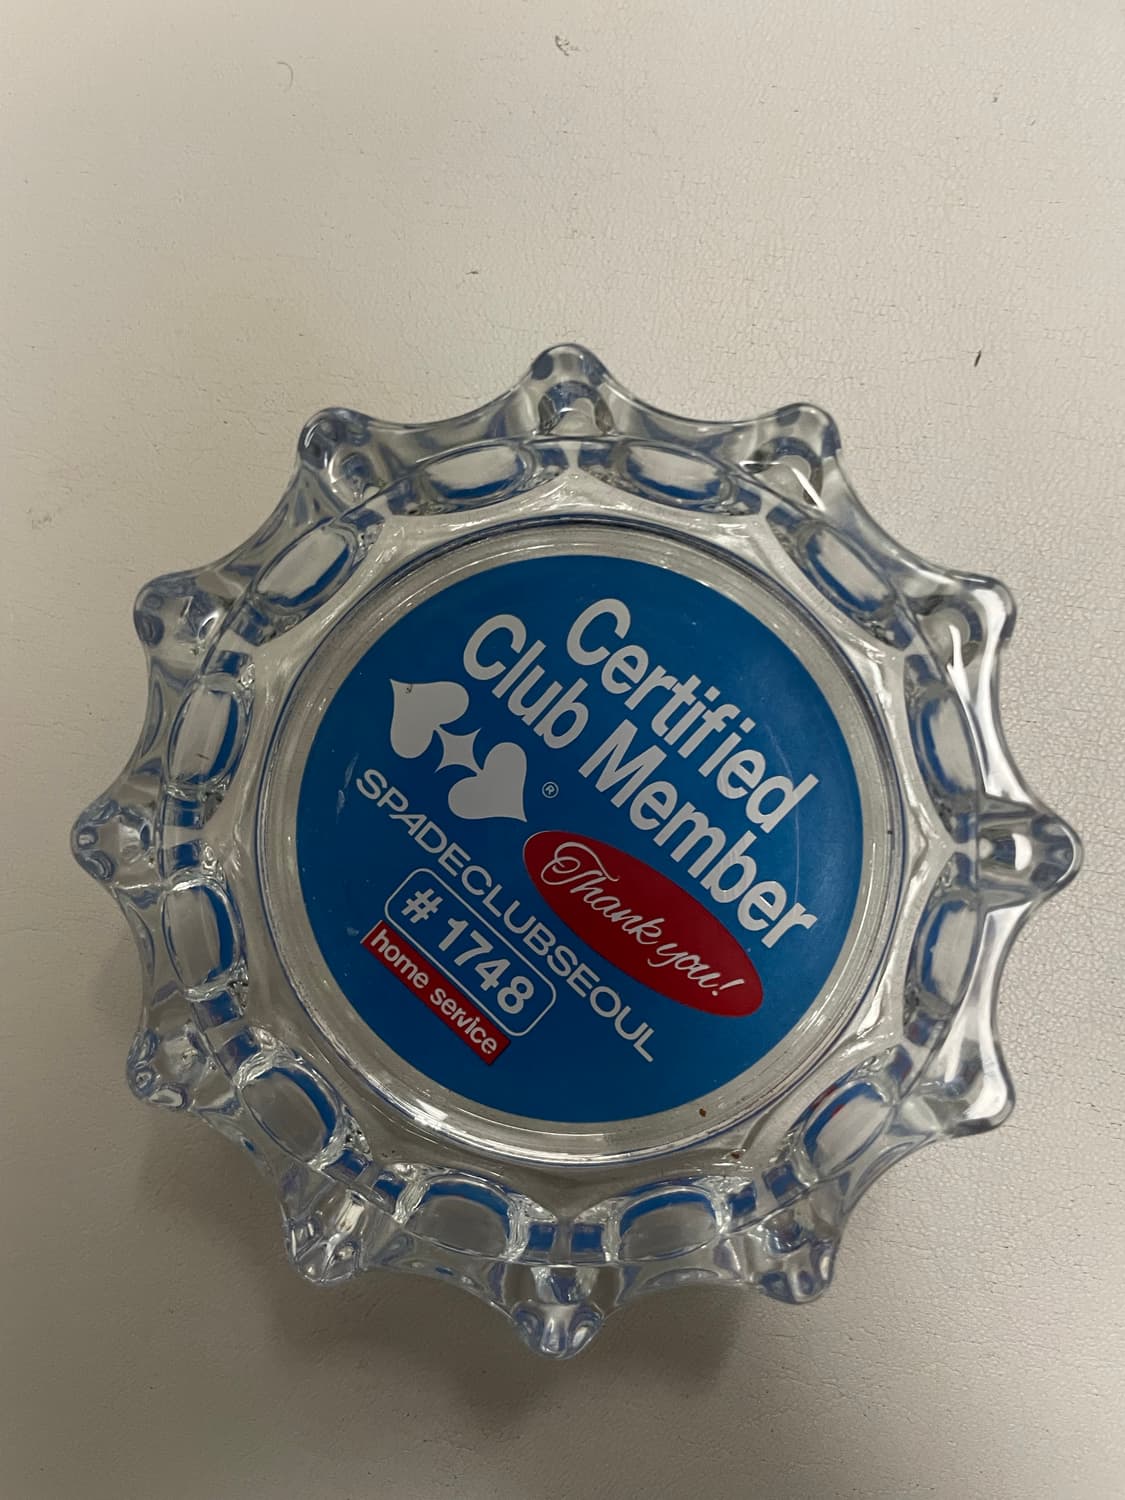 Certified
Club Member
®
Thank you!
SPADECLUBSEOUL
# 1748
home service